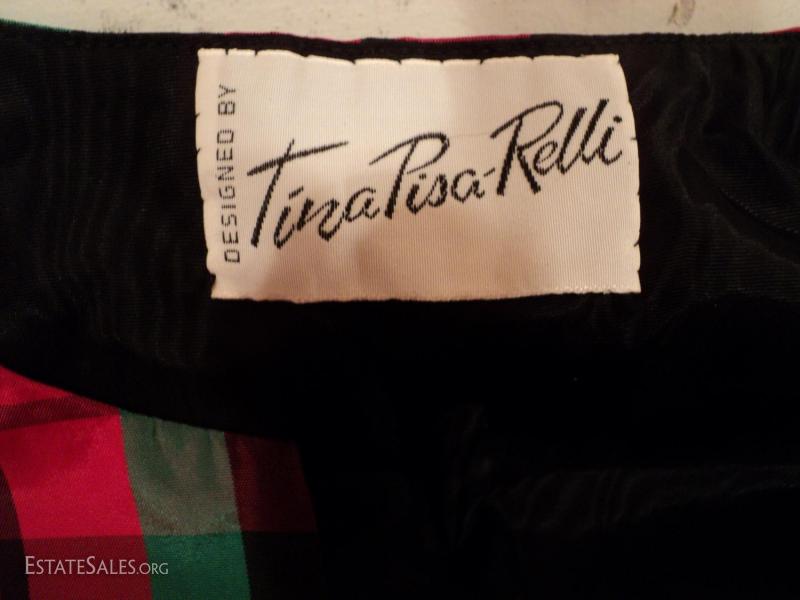 DESIGNED BY
Tina Pisa-Relli
ESTATESALES.ORG